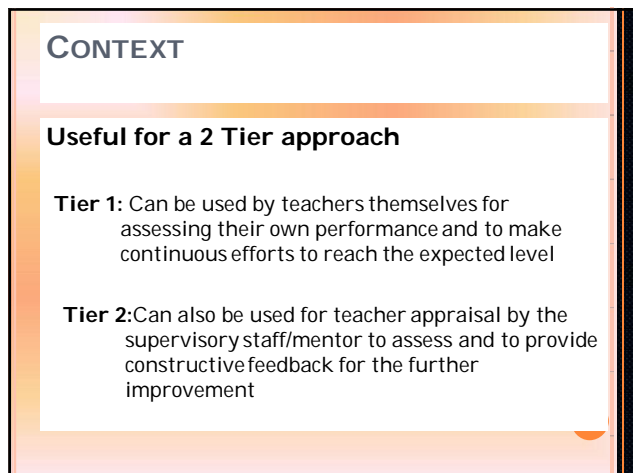 CONTEXT
Useful for a 2 Tier approach
Tier 1: Can be used by teachers themselves for
assessing their own performance and to make
continuous efforts to reach the expected level
Tier 2:Can also be used for teacher appraisal by the
supervisory staff/mentor to assess and to provide
constructive feedback for the further
improvement